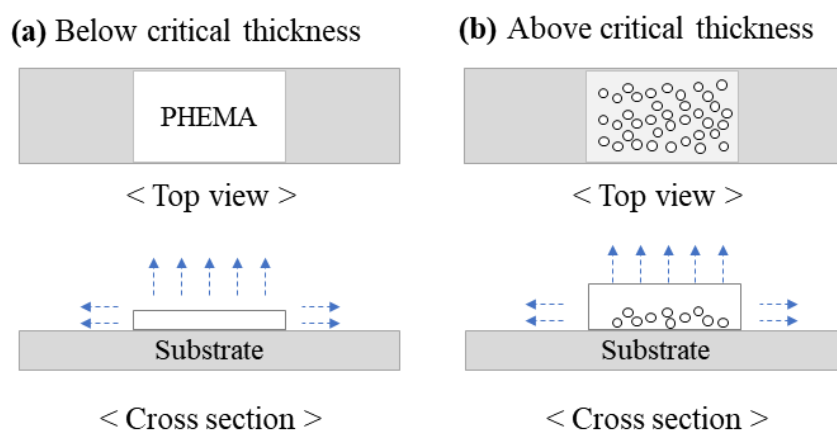 (a) Below critical thickness
PHEMA
< Top view >
Substrate
< Cross section >
(b) Above critical thickness
< Top view >
Substrate
< Cross section >